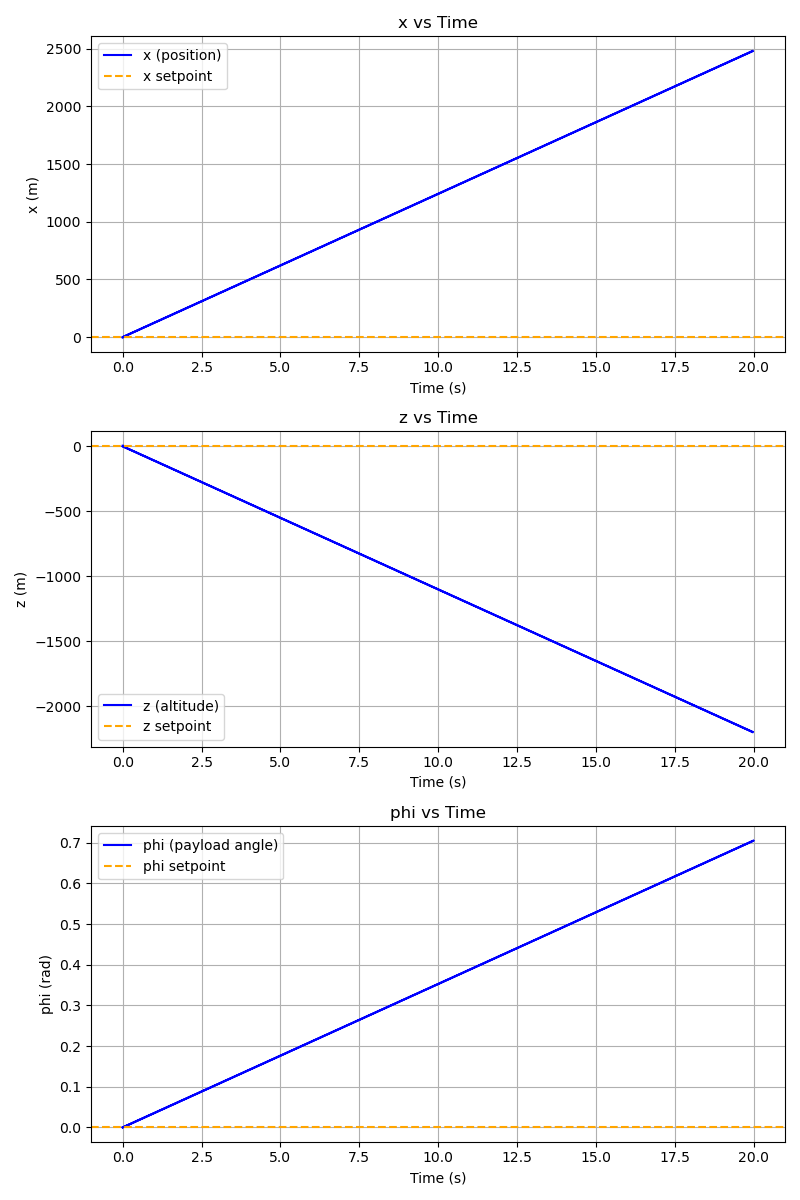 x vs Time
x (position)
x setpoint
2500
2000
1500
1000
500
0
x (m)
0.0 2.5 5.0 7.5 10.0 12.5 15.0 17.5 20.0
Time (s)
z vs Time
0
−500
−1000
−1500
−2000
z (m)
z (altitude)
z setpoint
0.0 2.5 5.0 7.5 10.0 12.5 15.0 17.5 20.0
Time (s)
phi vs Time
phi (payload angle)
phi setpoint
0.7
0.6
0.5
0.4
0.3
0.2
0.1
0.0
phi (rad)
0.0 2.5 5.0 7.5 10.0 12.5 15.0 17.5 20.0
Time (s)